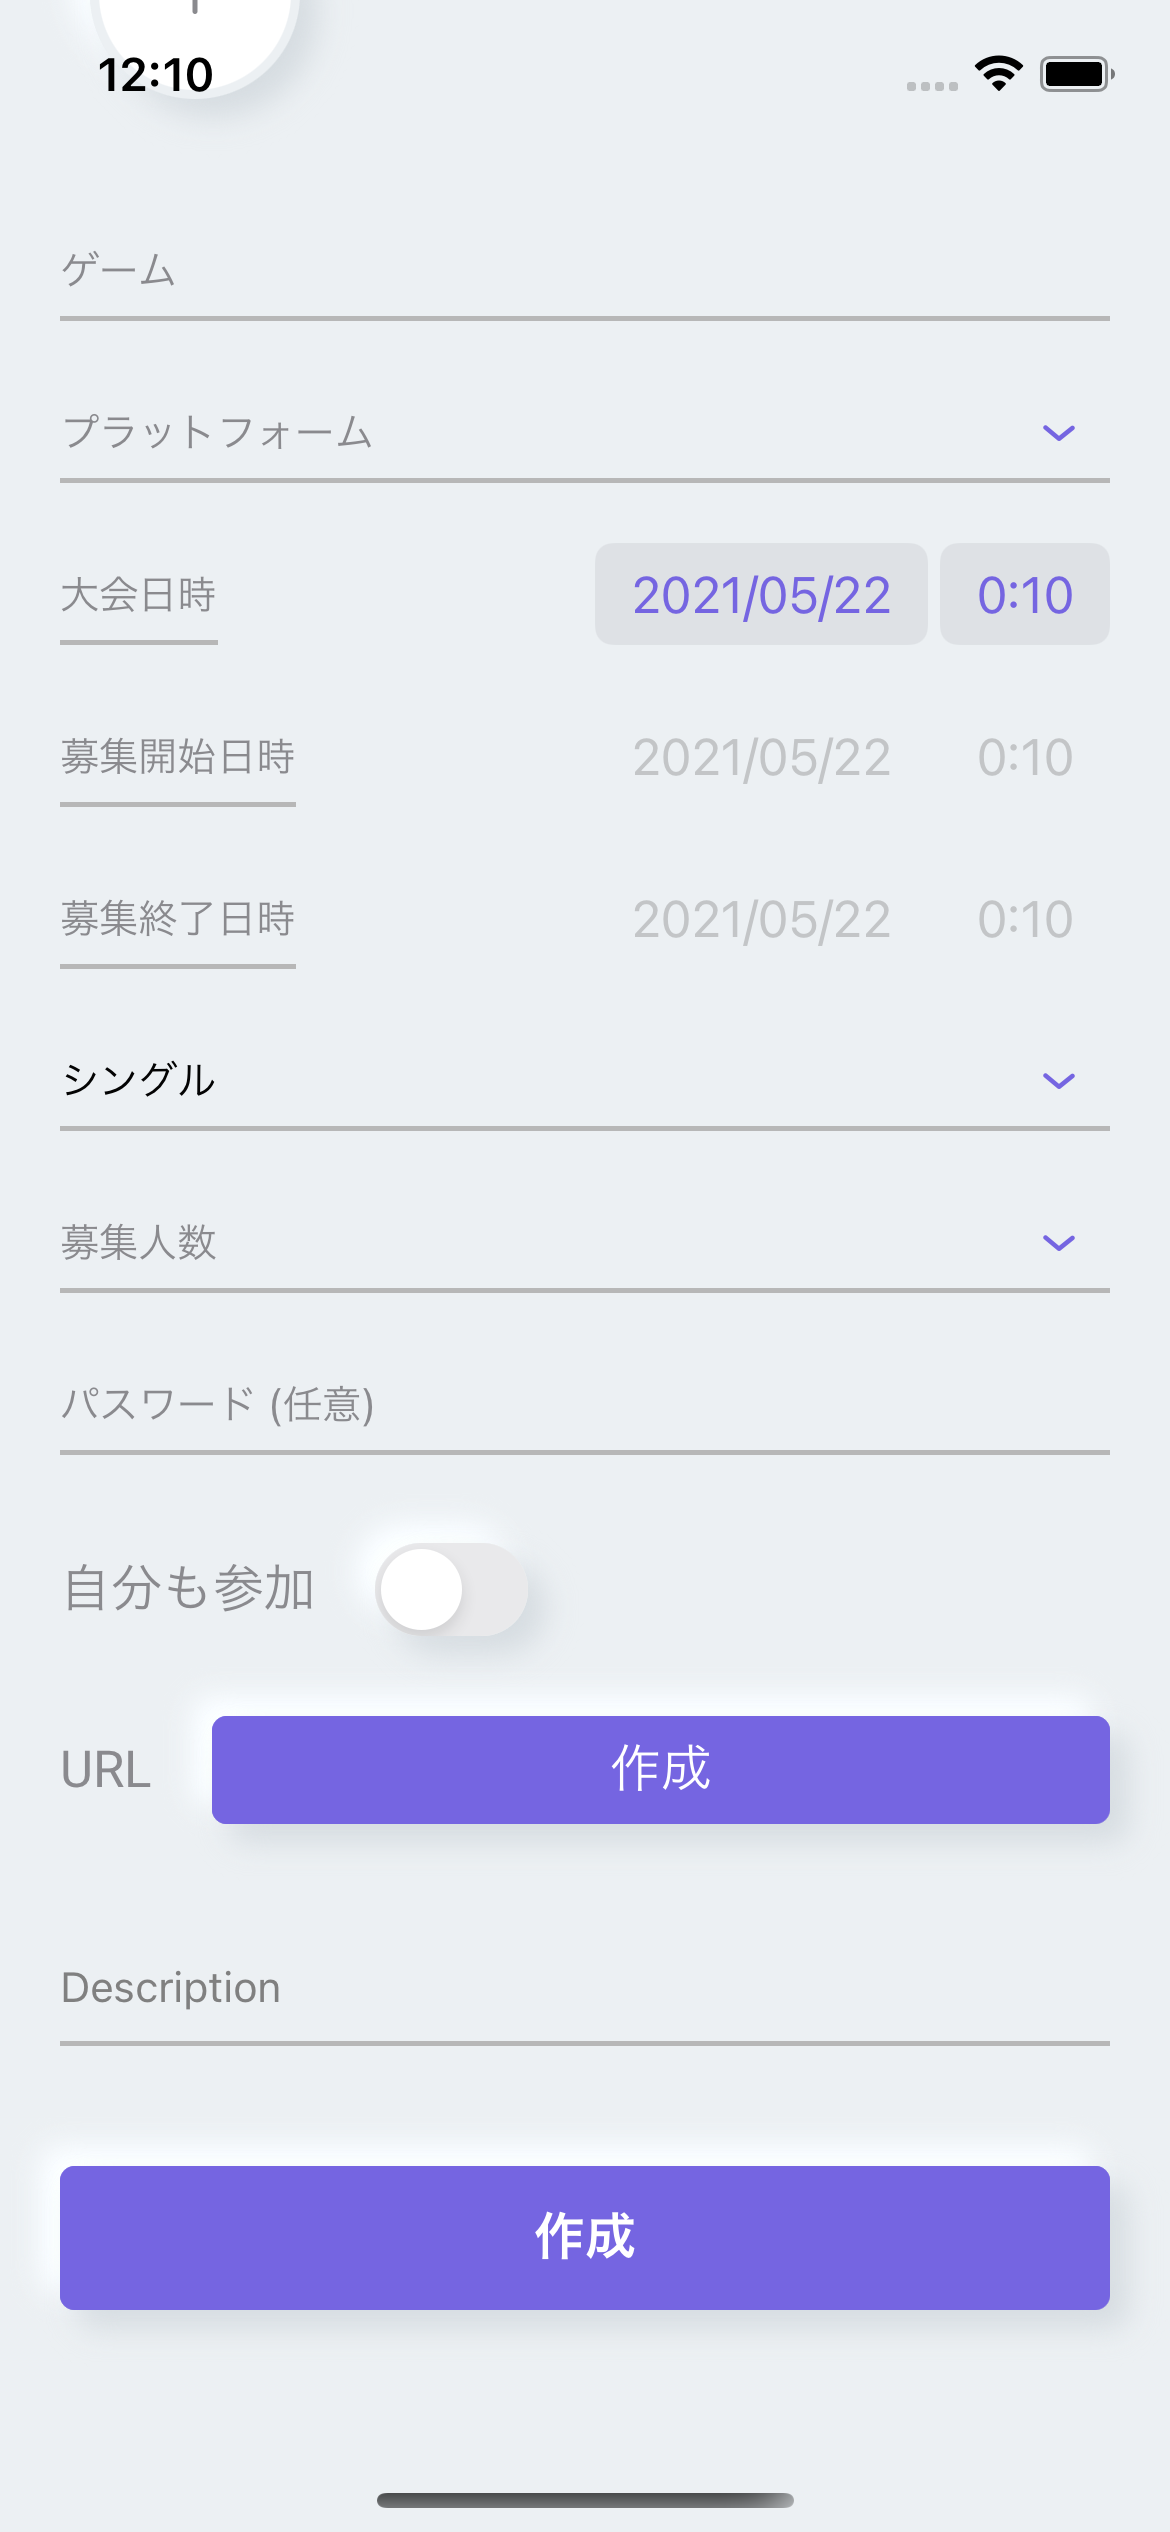 12:10
ゲーム
プラットフォーム
大会日時 2021/05/22 0:10
募集開始日時 2021/05/22 0:10
募集終了日時 2021/05/22 0:10
シングル
募集人数
パスワード (任意)
自分も参加
URL 作成
Description
作成